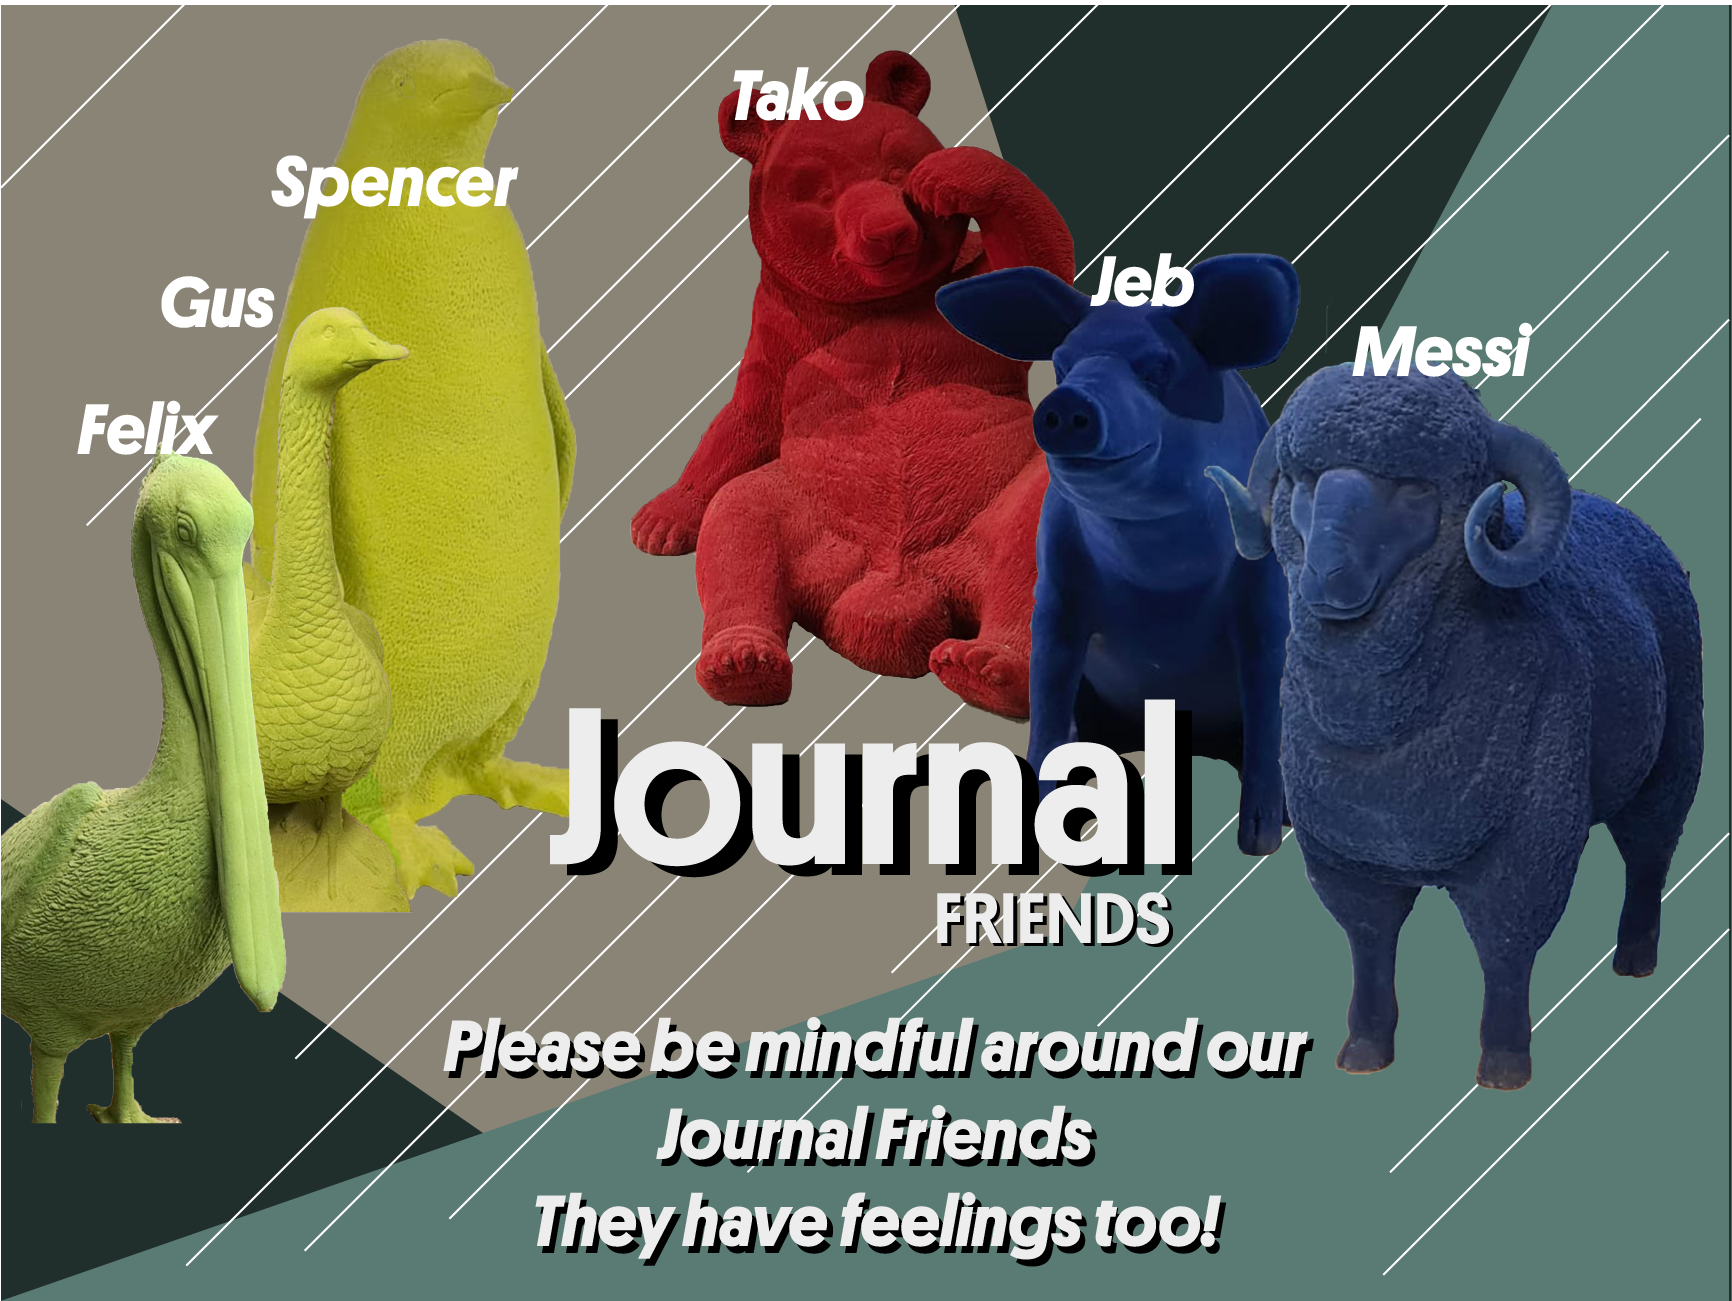 Tako
Spencer
Jeb
Gus
Messi
Felix
Journal
FRIENDS
Please be mindful around our
Journal Friends
They have feelings too!